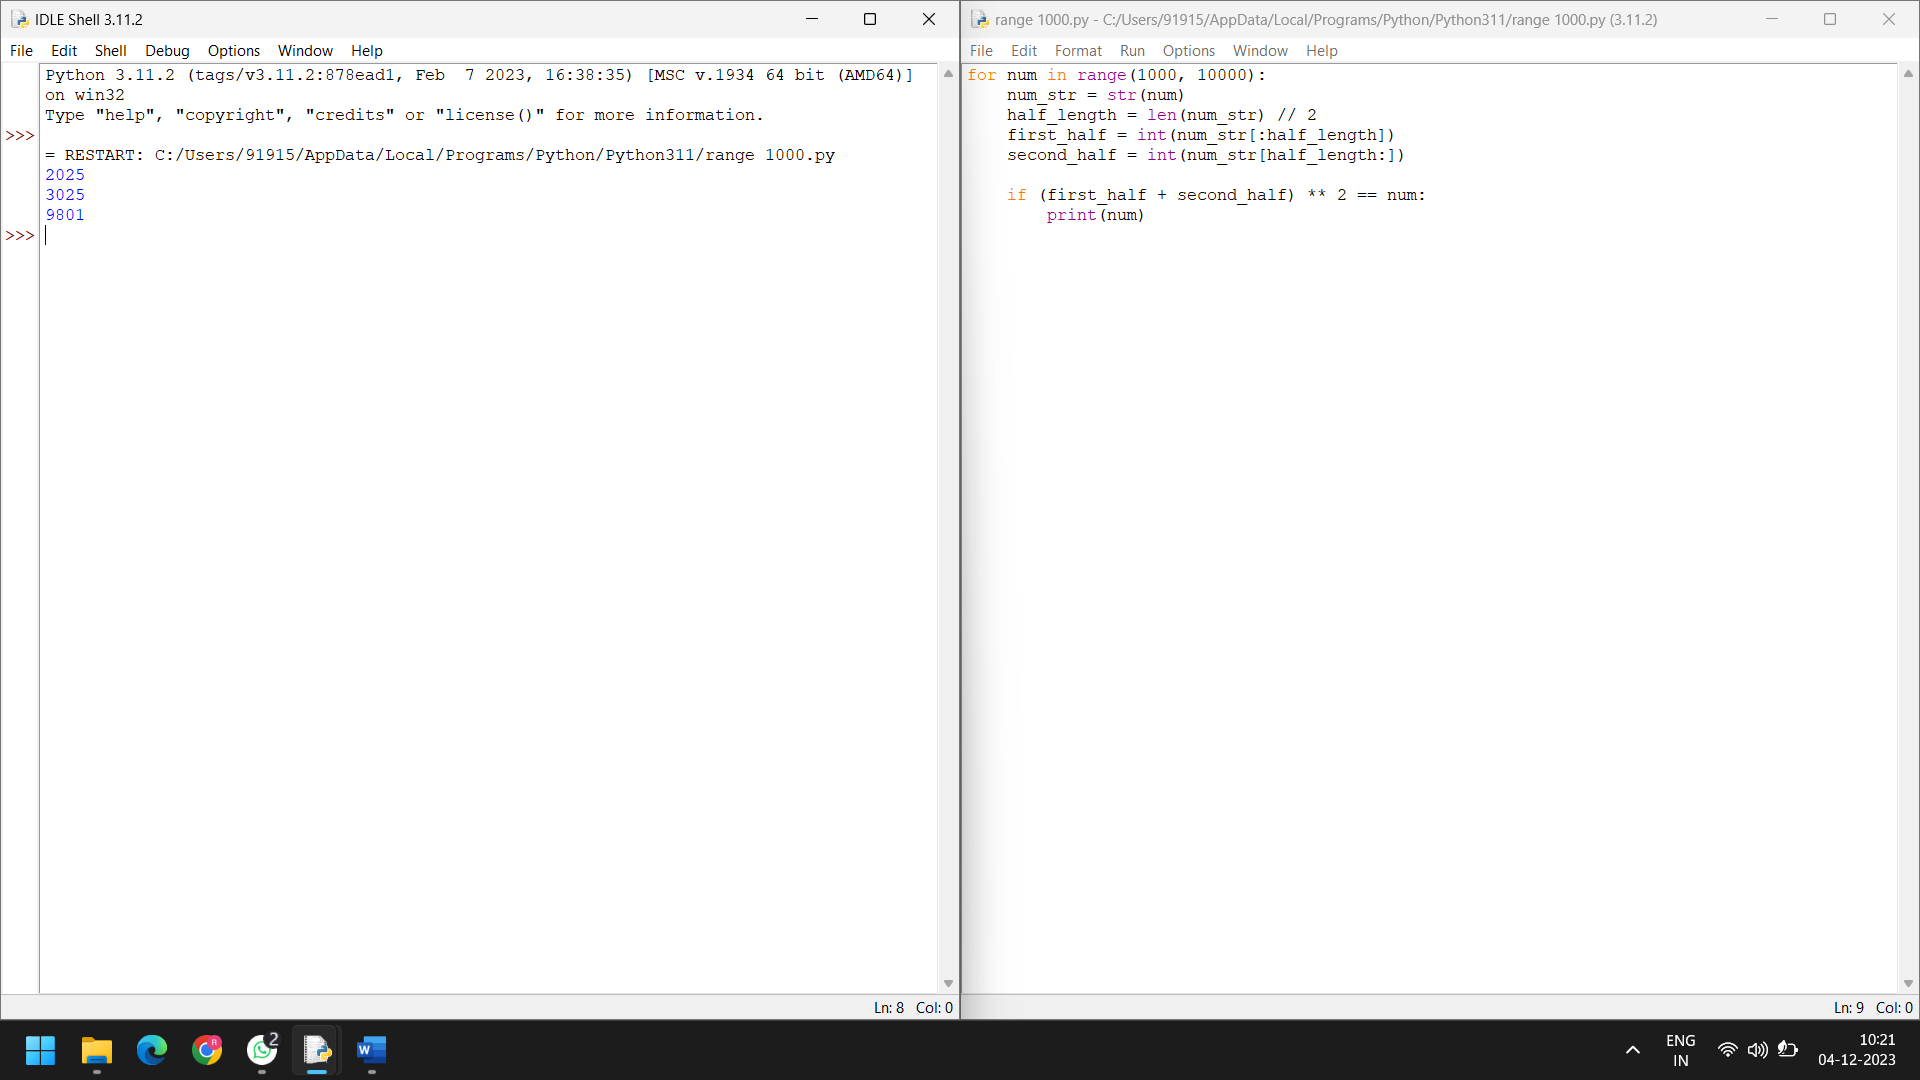 IDLE Shell 3.11.2
File Edit Shell Debug Options Window Help
Python 3.11.2 (tags/v3.11.2:878ead1, Feb  7 2023, 16:38:35) [MSC v.1934 64 bit (AMD64)]
on win32
Type "help", "copyright", "credits" or "license()" for more information.
>>>
= RESTART: C:/Users/91915/AppData/Local/Programs/Python/Python311/range 1000.py
2025
3025
9801
>>>
Ln: 8 Col: 0
range 1000.py - C:/Users/91915/AppData/Local/Programs/Python/Python311/range 1000.py (3.11.2)
File Edit Format Run Options Window Help
for num in range(1000, 10000):
    num_str = str(num)
    half_length = len(num_str) // 2
    first_half = int(num_str[:half_length])
    second_half = int(num_str[half_length:])
    if (first_half + second_half) ** 2 == num:
        print(num)
Ln: 9 Col: 0
R
2
W
ENG
IN
10:21
04-12-2023